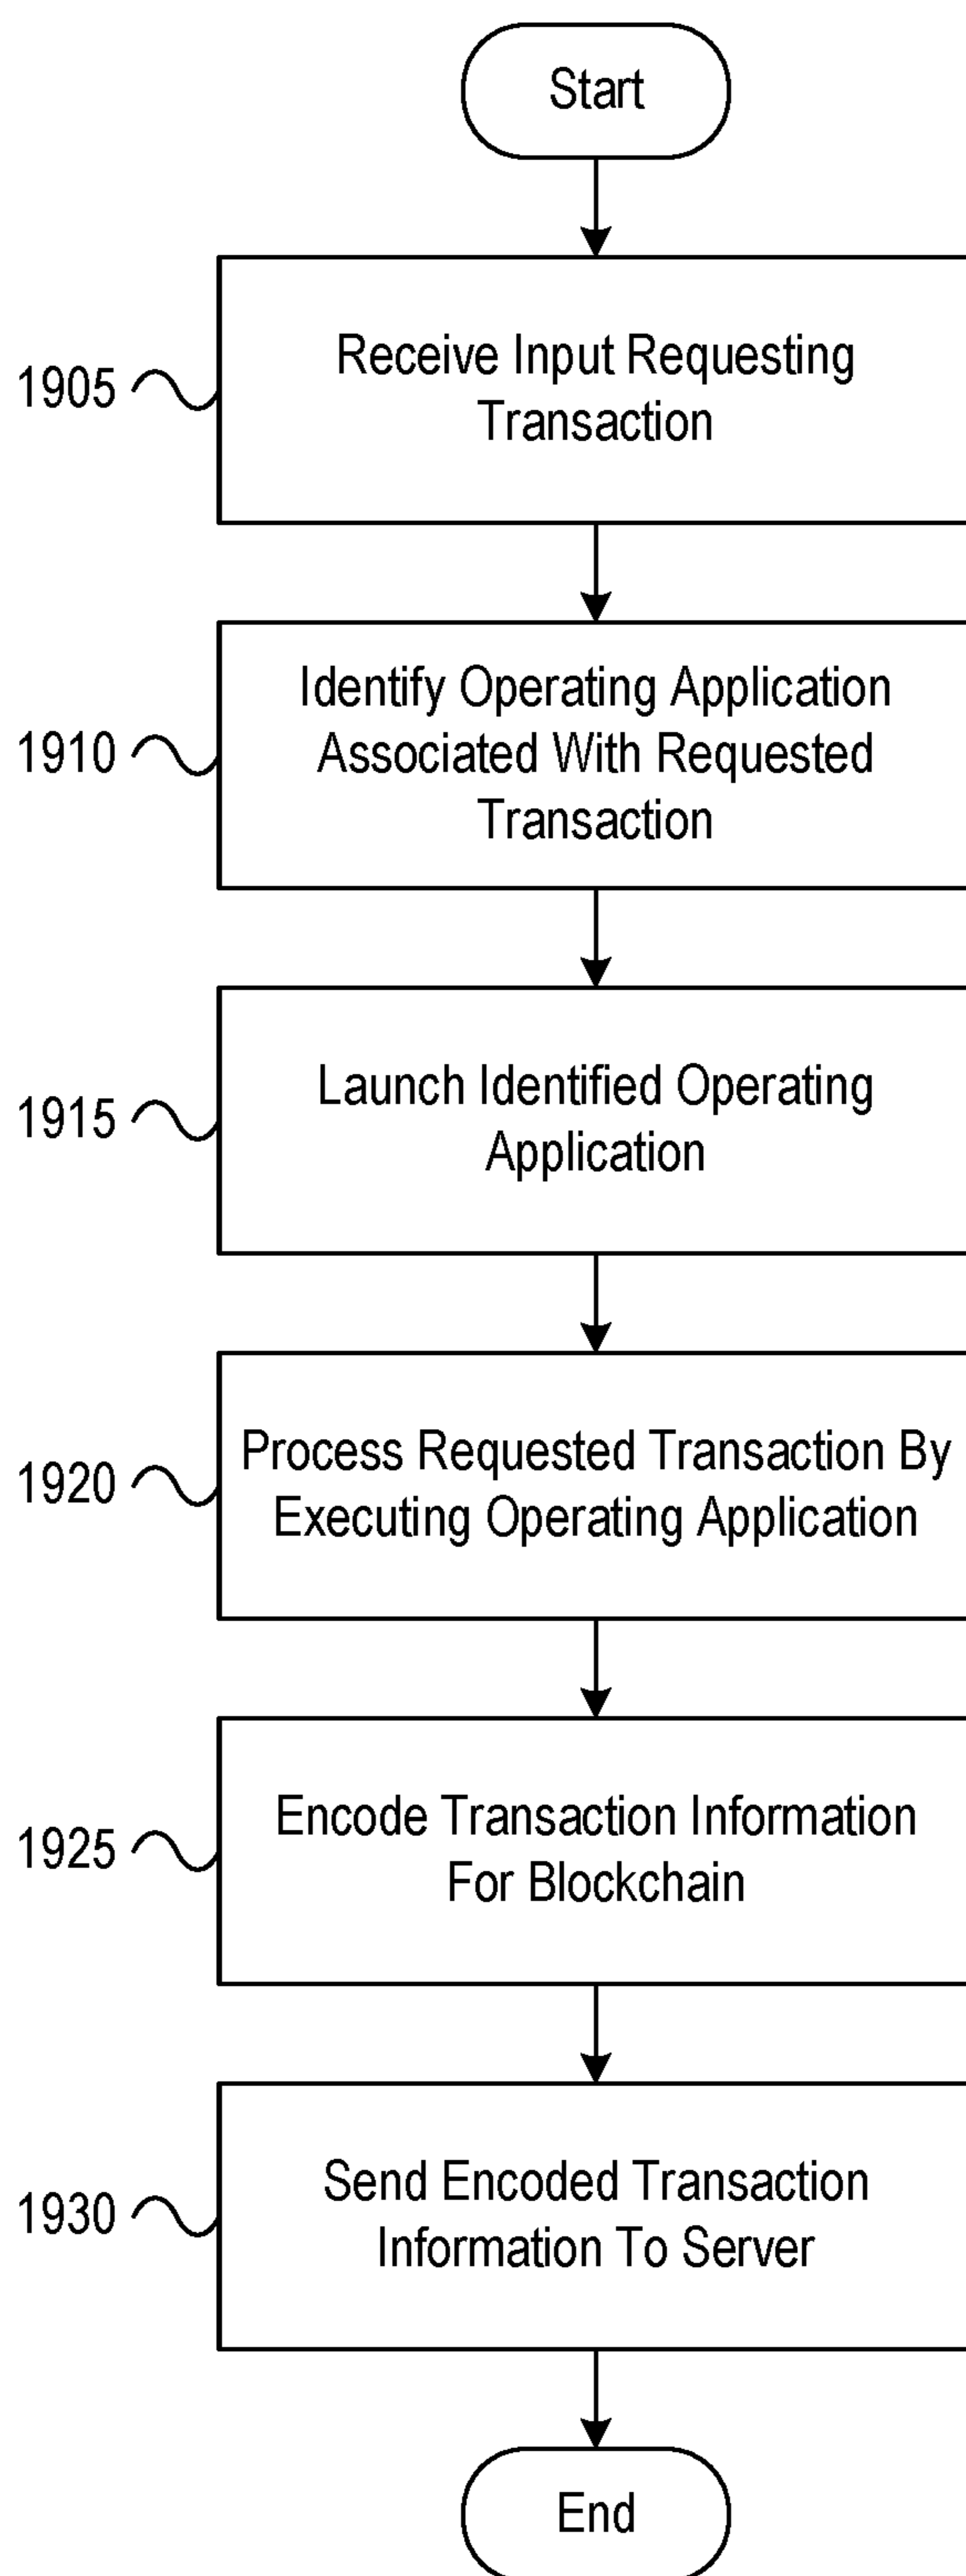 Start
1905
Receive Input Requesting
Transaction
1910
Identify Operating Application
Associated With Requested
Transaction
1915
Launch Identified Operating
Application
1920
Process Requested Transaction By
Executing Operating Application
1925
Encode Transaction Information
For Blockchain
1930
Send Encoded Transaction
Information To Server
End